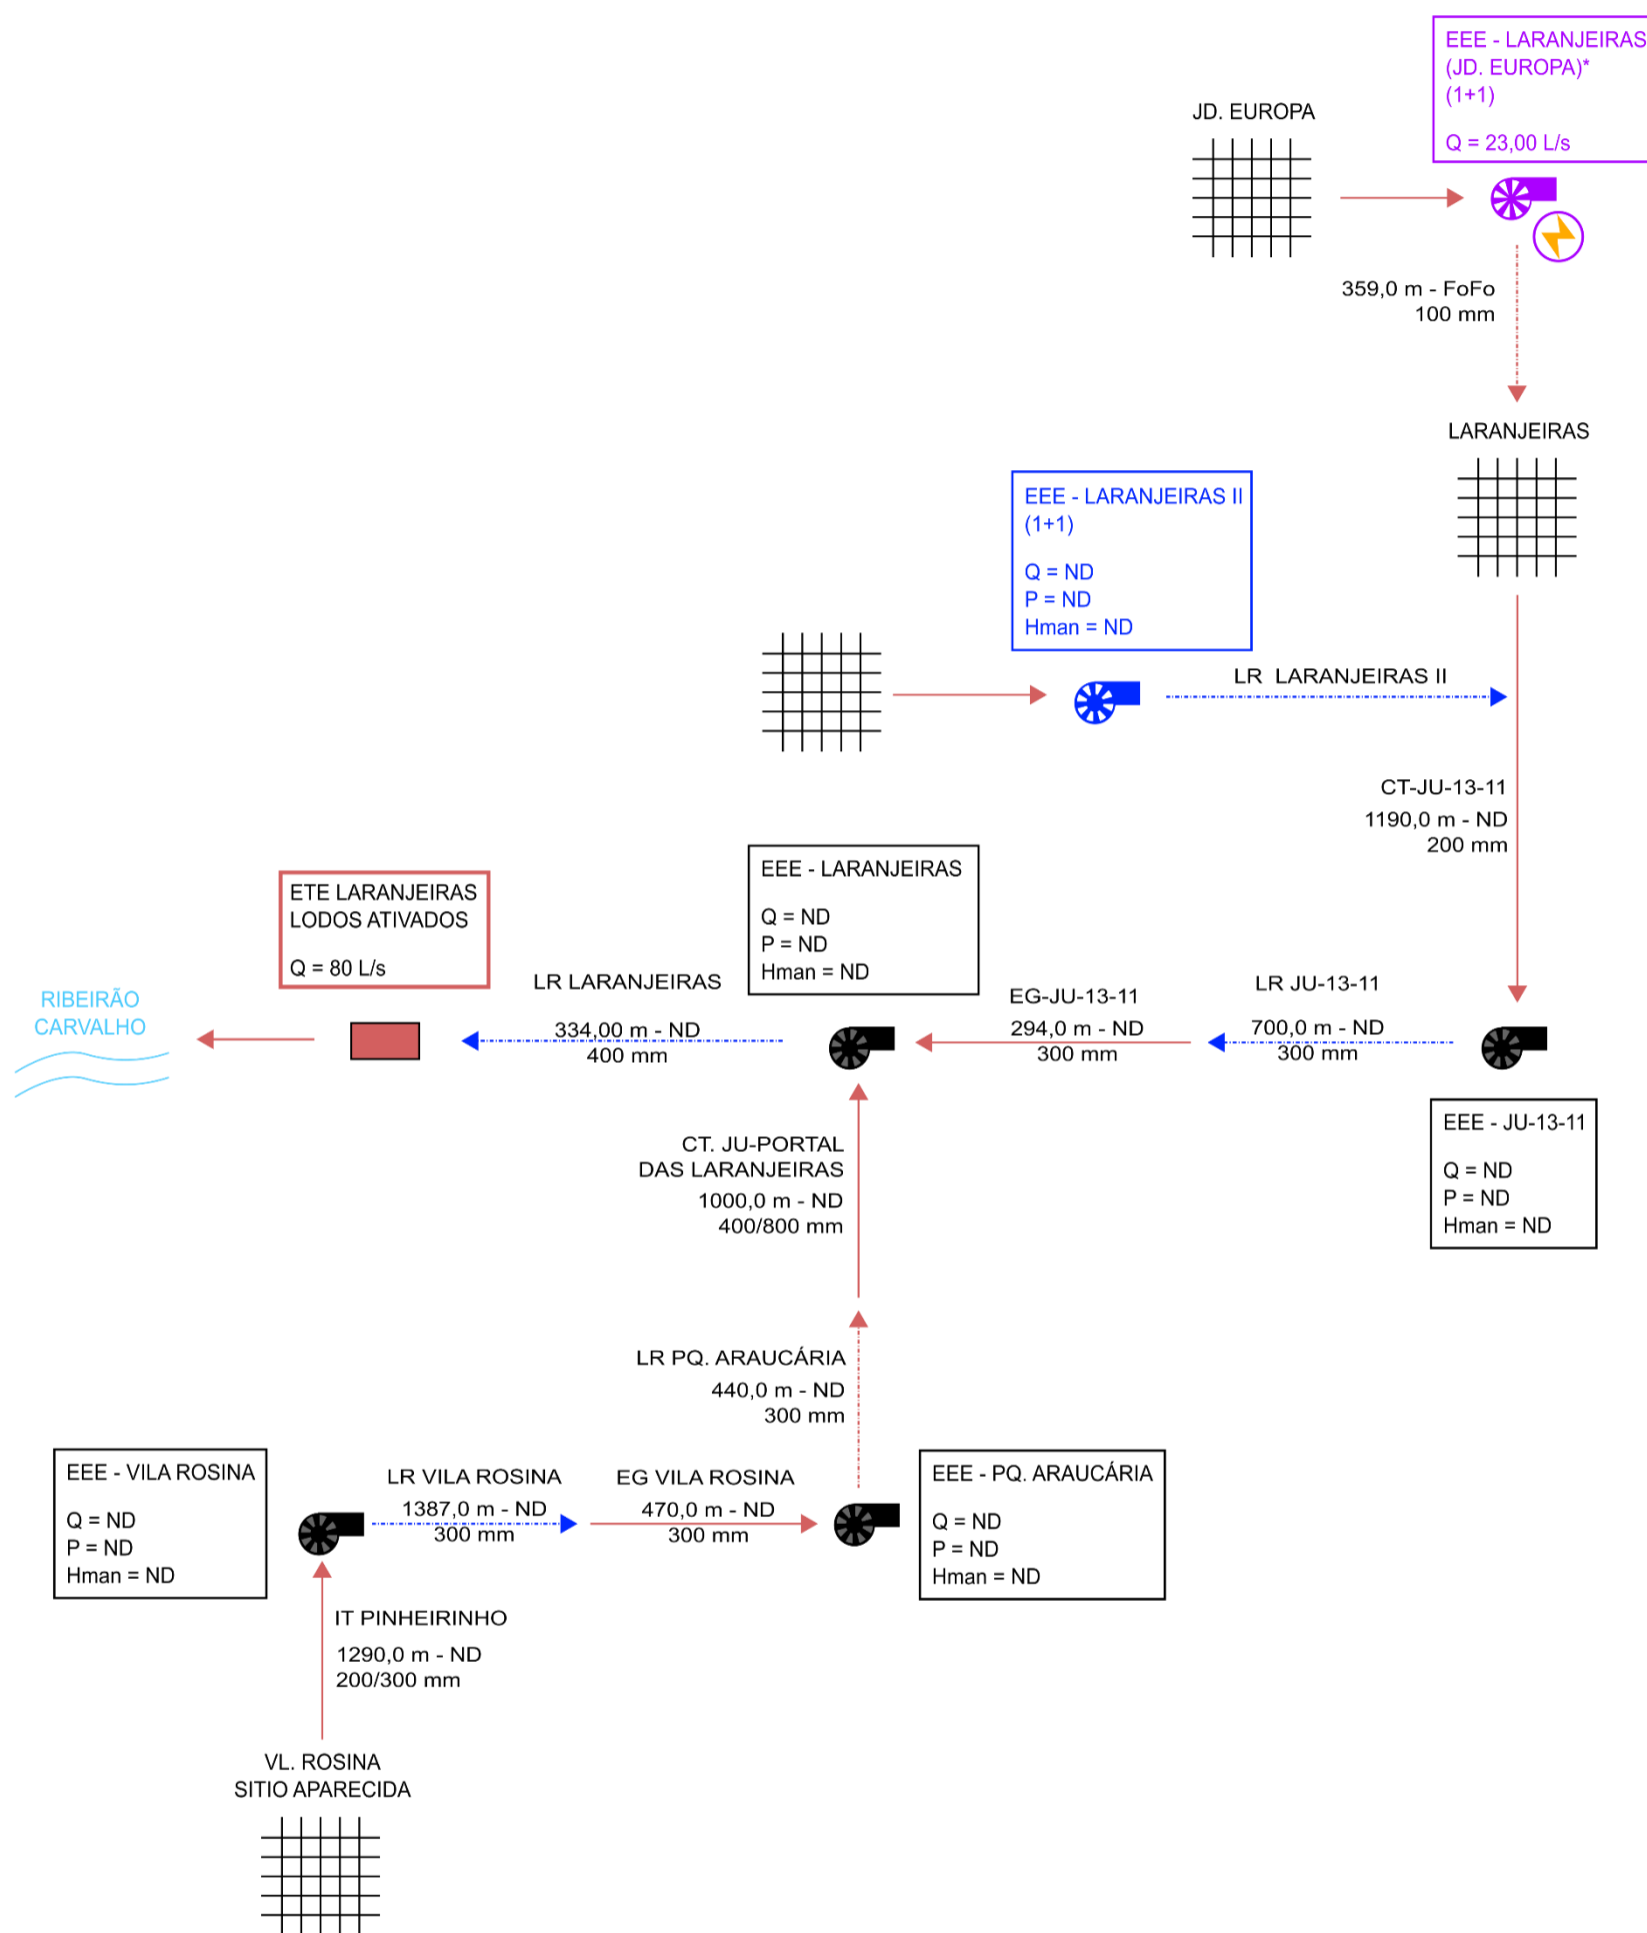 EEE - LARANJEIRAS
(JD. EUROPA)*
(1+1)
Q = 23,00 L/s
JD. EUROPA
359,0 m - FoFo
100 mm
LARANJEIRAS
EEE - LARANJEIRAS II
(1+1)
Q = ND
P = ND
Hman = ND
LR  LARANJEIRAS II
CT-JU-13-11
1190,0 m - ND
200 mm
EEE - LARANJEIRAS
Q = ND
P = ND
Hman = ND
ETE LARANJEIRAS
LODOS ATIVADOS
Q = 80 L/s
RIBEIRÃO
CARVALHO
LR LARANJEIRAS
334,00 m - ND
400 mm
EG-JU-13-11
294,0 m - ND
300 mm
LR JU-13-11
700,0 m - ND
300 mm
EEE - JU-13-11
Q = ND
P = ND
Hman = ND
CT. JU-PORTAL
DAS LARANJEIRAS
1000,0 m - ND
400/800 mm
LR PQ. ARAUCÁRIA
440,0 m - ND
300 mm
EEE - VILA ROSINA
Q = ND
P = ND
Hman = ND
LR VILA ROSINA
1387,0 m - ND
300 mm
EG VILA ROSINA
470,0 m - ND
300 mm
EEE - PQ. ARAUCÁRIA
Q = ND
P = ND
Hman = ND
IT PINHEIRINHO
1290,0 m - ND
200/300 mm
VL. ROSINA
SITIO APARECIDA